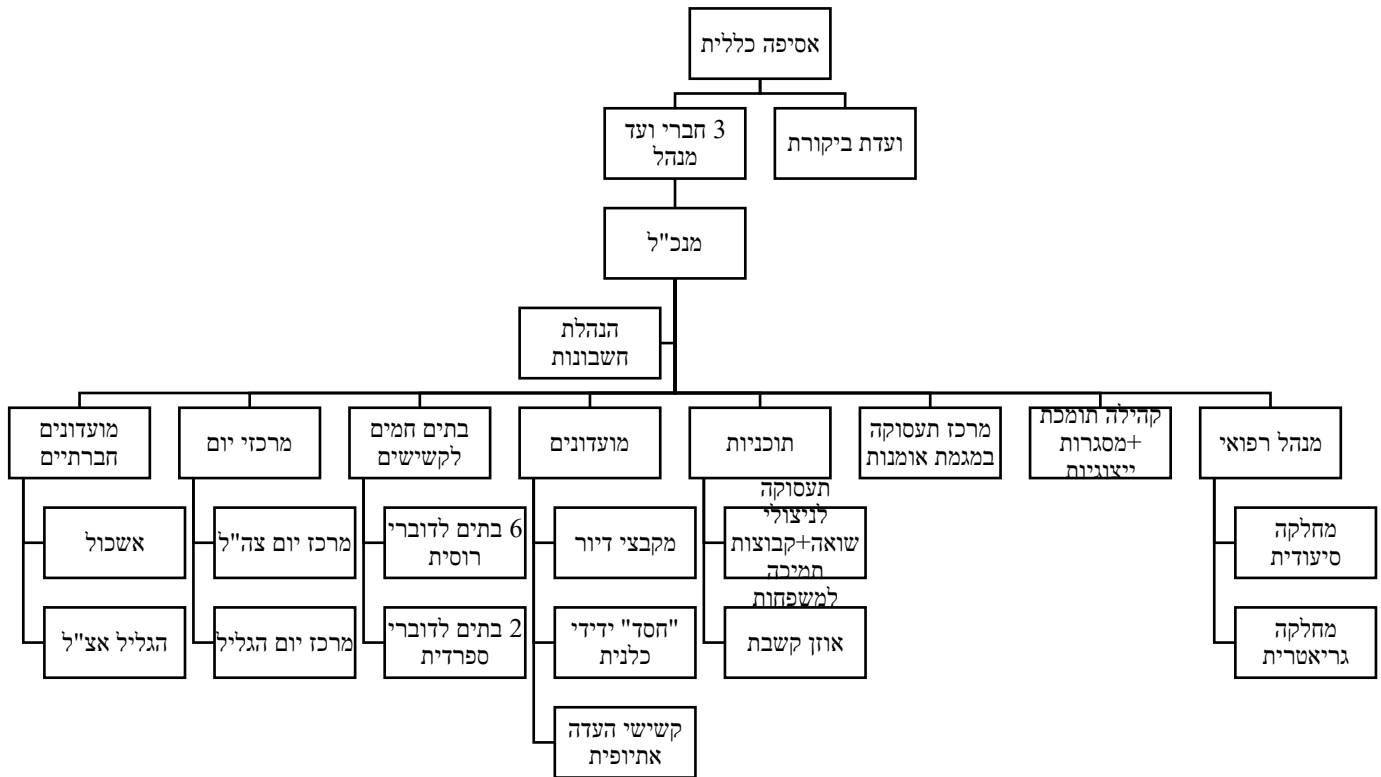 אסיפה כללית
3 חברי ועד
מנהל
ועדת ביקורת
מנכ"ל
הנהלת
חשבונות
מועדונים
חברתיים
אשכול
הגליל אצ"ל
מרכזי יום
מרכז יום צה"ל
מרכז יום הגליל
בתים חמים
לקשישים
6 בתים לדוברי
רוסית
2 בתים לדוברי
ספרדית
מועדונים
מקבצי דיור
"חסד" ידידי
כלנית
קשישי העדה
אתיופית
תוכניות
תעסוקה
לניצולי
שואה+קבוצות
תמיכה
למשפחות
אוזן קשבת
מרכז תעסוקה
במגמת אומנות
קהילה תומכת
+מסגרות
ייצוגיות
מנהל רפואי
מחלקה
סיעודית
מחלקה
גריאטרית